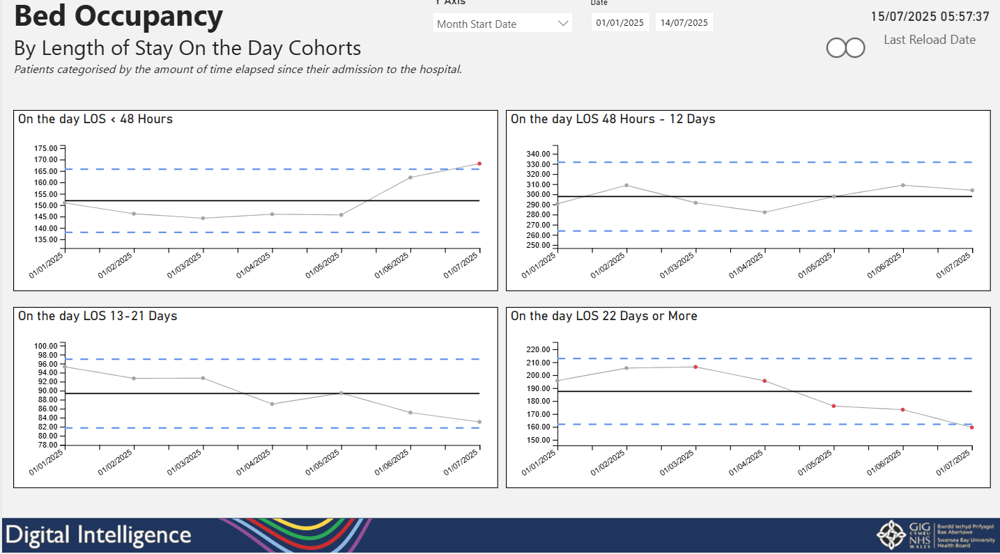 Bed Occupancy
By Length of Stay On the Day Cohorts
Patients categorised by the amount of time elapsed since their admission to the hospital.
Y Axis
Month Start Date
Date
01/01/2025 14/07/2025
15/07/2025 05:57:37
Last Reload Date
On the day LOS < 48 Hours
175.00
170.00
165.00
160.00
155.00
150.00
145.00
140.00
135.00
01/01/2025 01/02/2025 01/03/2025 01/04/2025 01/05/2025 01/06/2025 01/07/2025
On the day LOS 48 Hours - 12 Days
340.00
330.00
320.00
310.00
300.00
290.00
280.00
270.00
260.00
250.00
01/01/2025 01/02/2025 01/03/2025 01/04/2025 01/05/2025 01/06/2025 01/07/2025
On the day LOS 13-21 Days
100.00
98.00
96.00
94.00
92.00
90.00
88.00
86.00
84.00
82.00
80.00
78.00
01/01/2025 01/02/2025 01/03/2025 01/04/2025 01/05/2025 01/06/2025 01/07/2025
On the day LOS 22 Days or More
220.00
210.00
200.00
190.00
180.00
170.00
160.00
150.00
01/01/2025 01/02/2025 01/03/2025 01/04/2025 01/05/2025 01/06/2025 01/07/2025
Digital Intelligence
GIG
CYMRU
NHS
WALES
Bwrdd Iechyd Prifysgol
Bae Abertawe
Swansea Bay University
Health Board